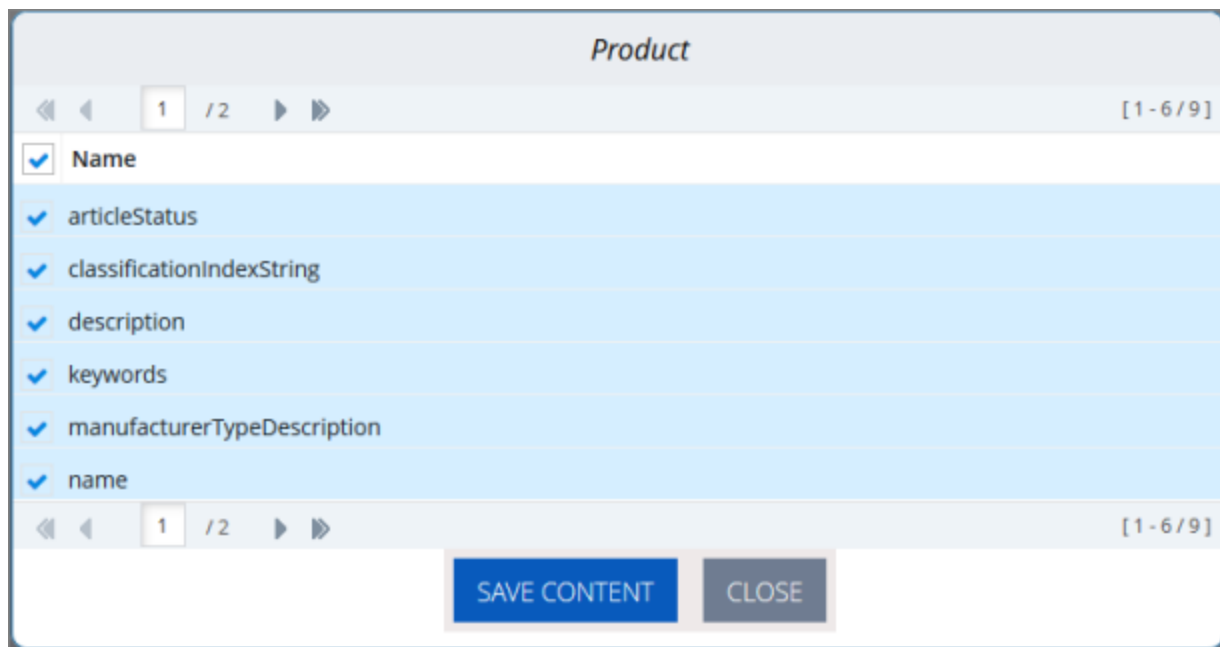 Product
1 / 2 [ 1 - 6 / 9 ]
Name
articleStatus
classificationIndexString
description
keywords
manufacturerTypeDescription
name
1 / 2 [ 1 - 6 / 9 ]
SAVE CONTENT CLOSE